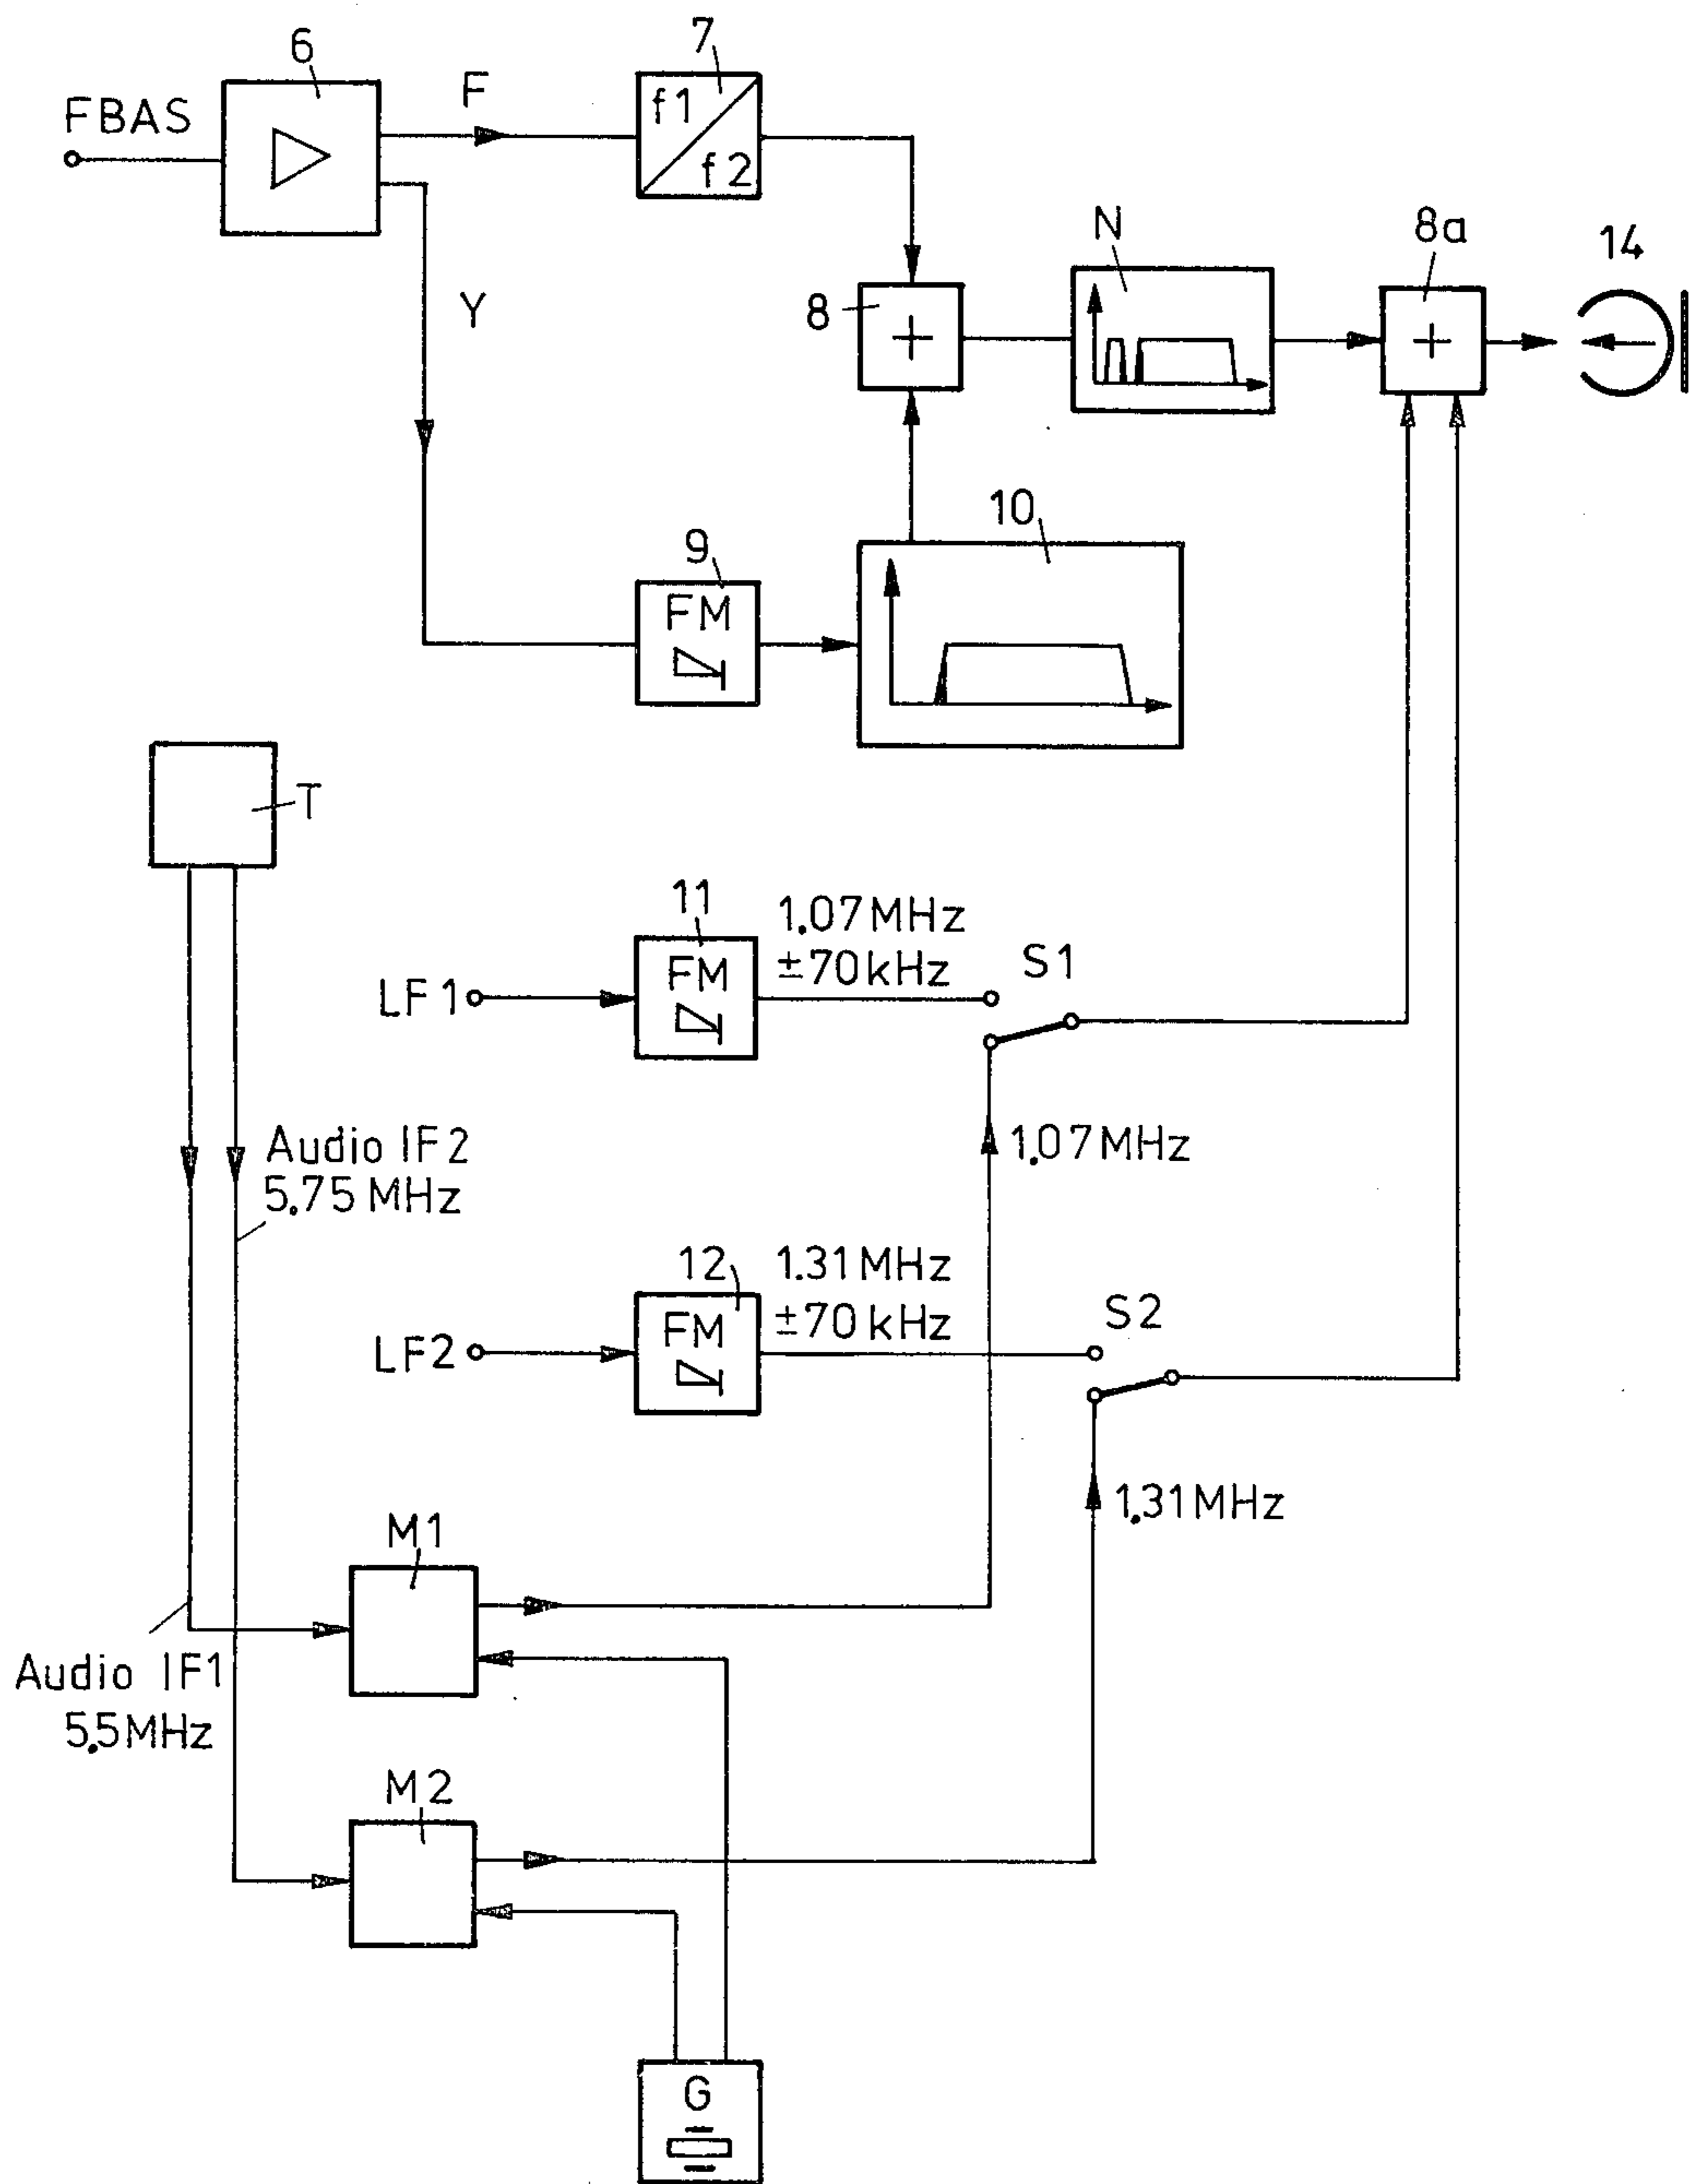 6
7
F
FBAS
f1
f2
N
8a
14
8
+
+
Y
10
9
FM
T
11
1.07 MHz
±70 kHz
FM
S1
LF1
Audio IF2
5.75 MHz
1.07 MHz
12
1.31 MHz
±70 kHz
FM
S2
LF2
1.31 MHz
M1
Audio IF1
5.5 MHz
M2
G